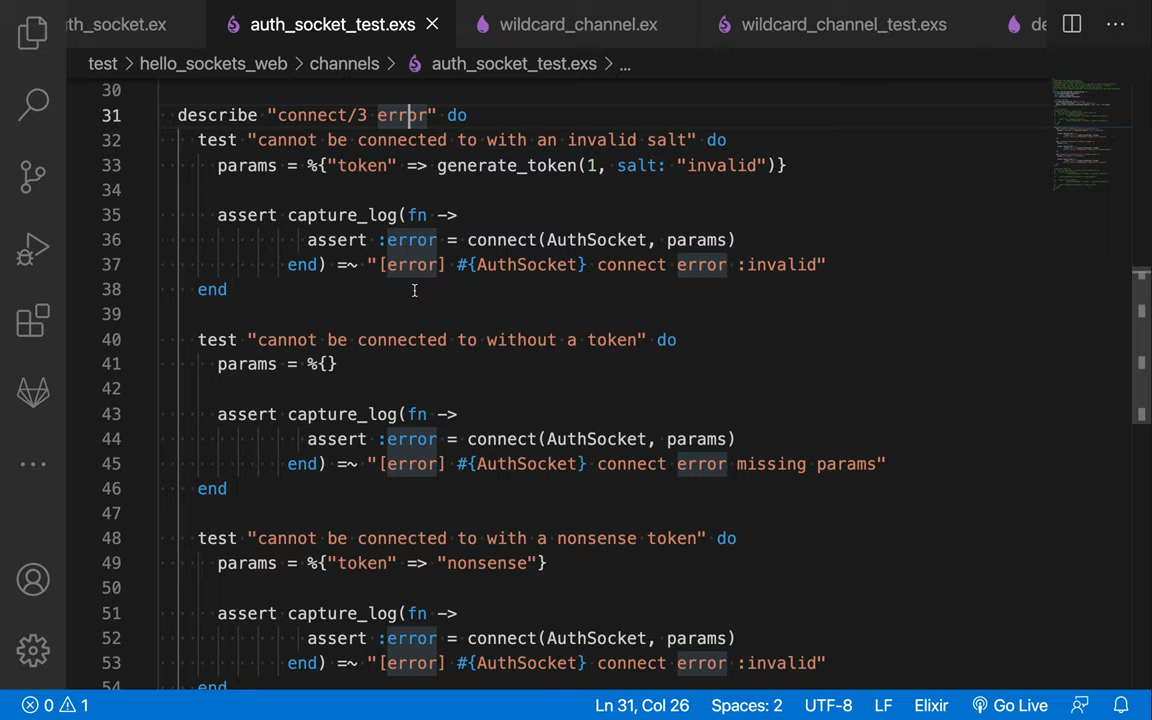 th_socket.ex auth_socket_test.exs wildcard_channel.ex wildcard_channel_test.exs de
test > hello_sockets_web > channels > auth_socket_test.exs > ...
30
31 describe "connect/3 error" do
32 test "cannot be connected to with an invalid salt" do
33 params = %{"token" => generate_token(1, salt: "invalid")}
34
35 assert capture_log(fn ->
36 assert :error = connect(AuthSocket, params)
37 end) =~ "[error] #{AuthSocket} connect error :invalid"
38 end
39
40 test "cannot be connected to without a token" do
41 params = %{}
42
43 assert capture_log(fn ->
44 assert :error = connect(AuthSocket, params)
45 end) =~ "[error] #{AuthSocket} connect error missing params"
46 end
47
48 test "cannot be connected to with a nonsense token" do
49 params = %{"token" => "nonsense"}
50
51 assert capture_log(fn ->
52 assert :error = connect(AuthSocket, params)
53 end) =~ "[error] #{AuthSocket} connect error :invalid"
54 end
0 1 Ln 31, Col 26 Spaces: 2 UTF-8 LF Elixir Go Live